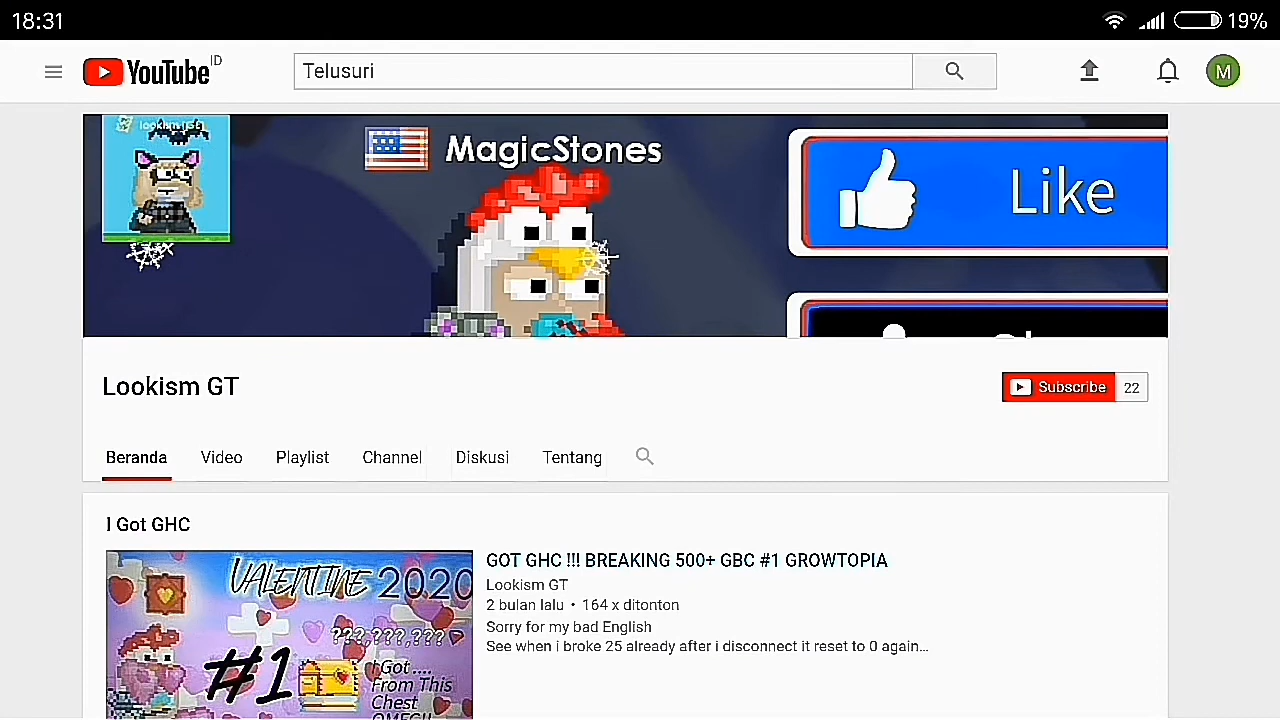 18:31
19%
YouTube ID
Telusuri
M
lookism GT
MagicStones
Like
Lookism GT
Subscribe 22
Beranda Video Playlist Channel Diskusi Tentang
I Got GHC
VALENTINE 2020
???,???,???
#1
I Got....
From This
Chest
OMG!!
GOT GHC !!! BREAKING 500+ GBC #1 GROWTOPIA
Lookism GT
2 bulan lalu • 164 x ditonton
Sorry for my bad English
See when i broke 25 already after i disconnect it reset to 0 again...